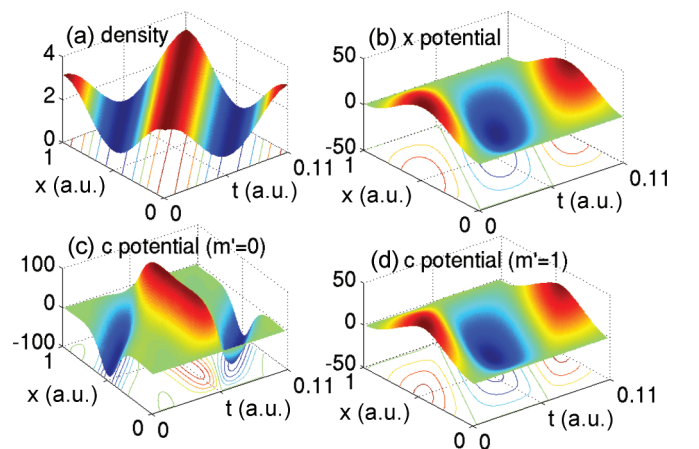 (a) density
4
2
0
1
x (a.u.)
0
0
t (a.u.)
0.11
(b) x potential
50
0
-50
1
x (a.u.)
0
0
t (a.u.)
0.11
(c) c potential (m'=0)
100
0
-100
1
x (a.u.)
0
0
t (a.u.)
0.11
(d) c potential (m'=1)
50
0
-50
1
x (a.u.)
0
0
t (a.u.)
0.11